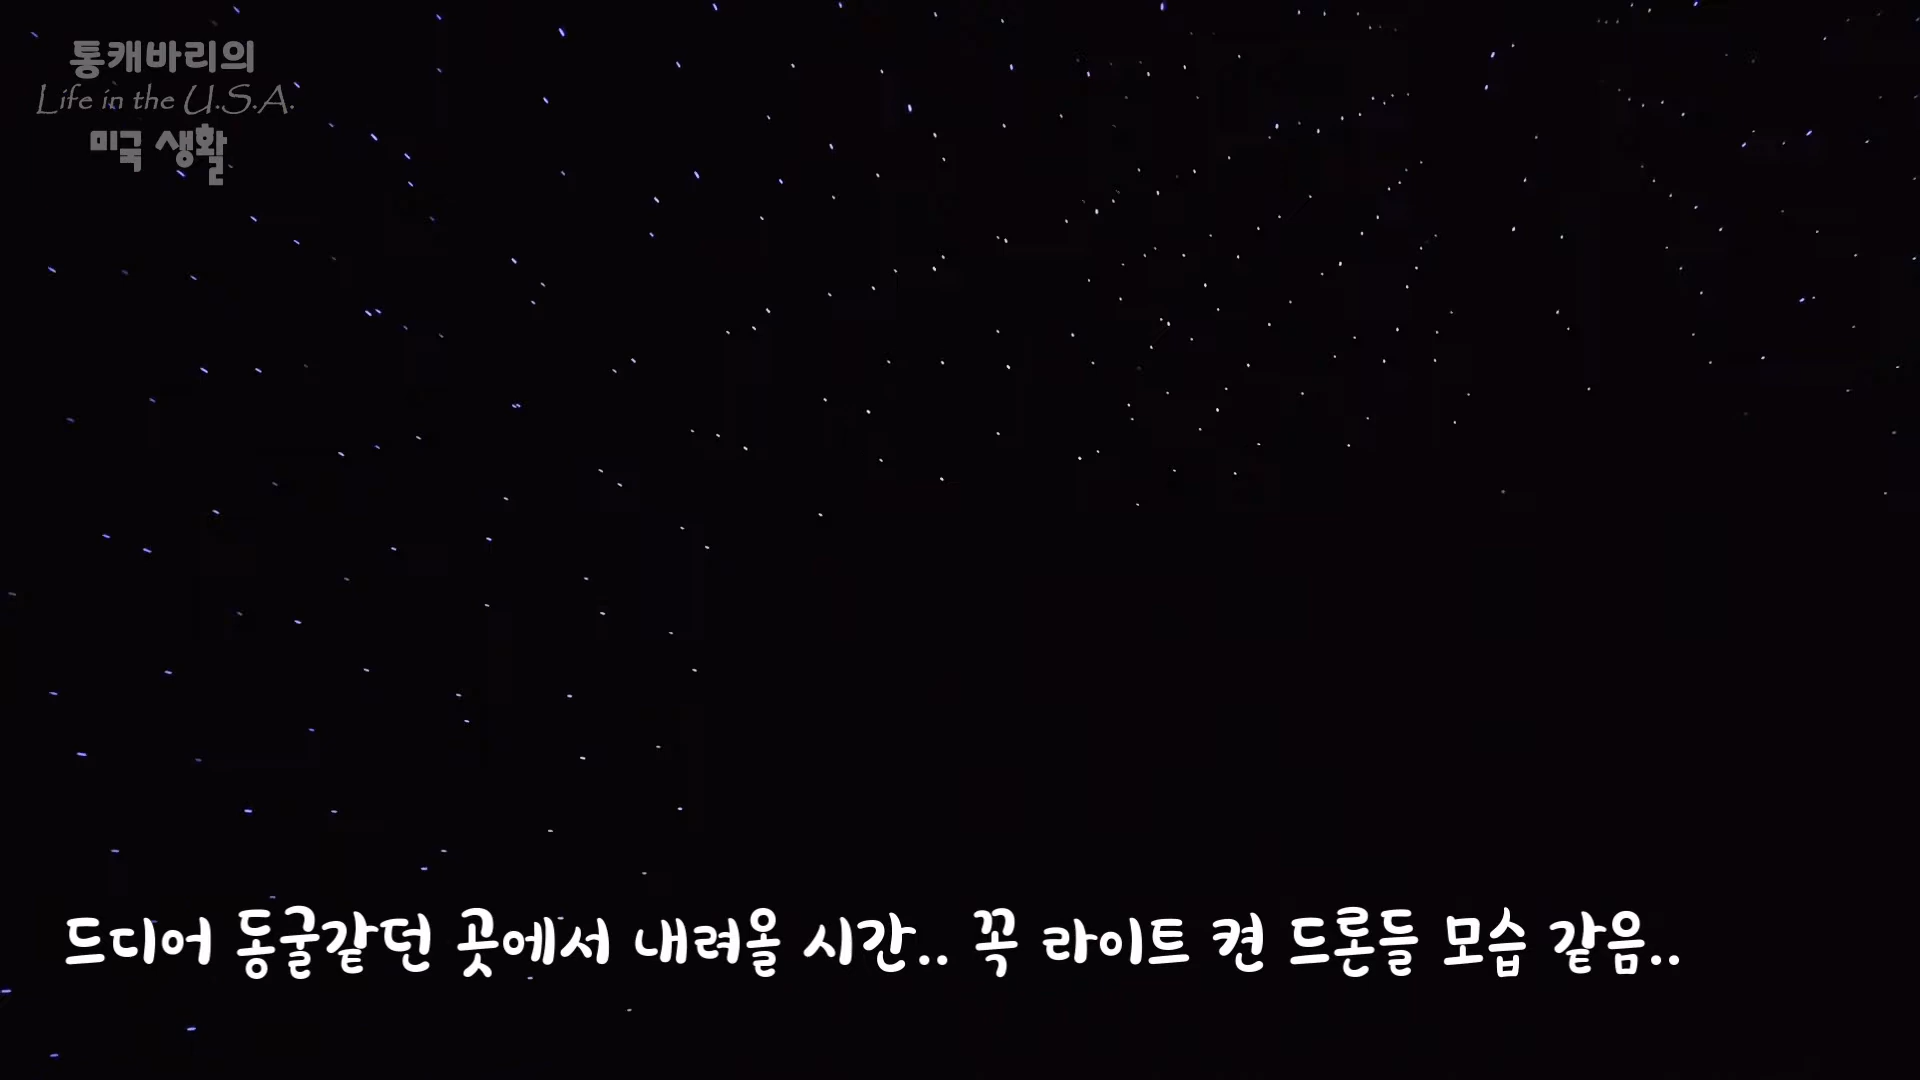 통캐바리의
Life in the U.S.A.
미국 생활
드디어 동굴같던 곳에서 내려올 시간.. 꼭 라이트 켠 드론들 모습 같음..